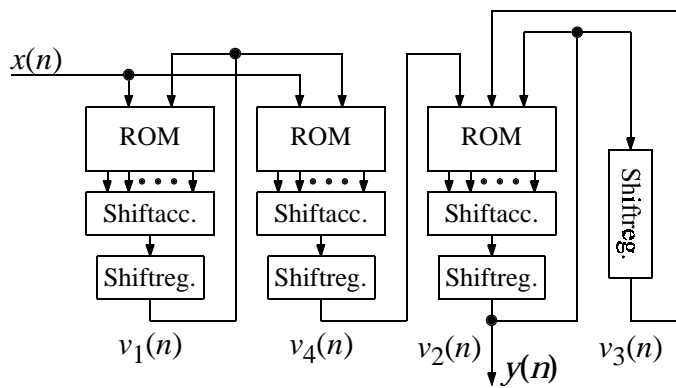 x(n)
ROM ROM ROM
Shiftreg.
Shiftacc. Shiftacc. Shiftacc.
Shiftreg. Shiftreg. Shiftreg.
v1(n) v4(n) v2(n) v3(n)
y(n)